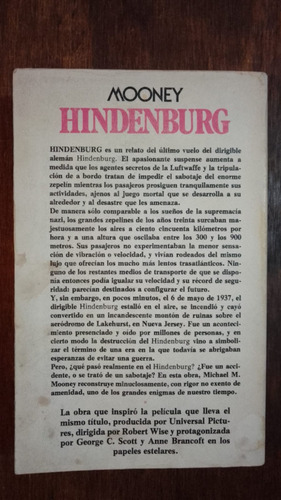 MOONEY
HINDENBURG
HINDENBURG es un relato del último vuelo del dirigible
alemán Hindenburg. El apasionante suspense aumenta a
medida que los agentes secretos de la Luftwaffe y la tripula-
ción de a bordo tratan de impedir el sabotaje del enorme
zepelín mientras los pasajeros prosiguen tranquilamente sus
actividades, ajenos al juego mortal que se desarrolla a su
alrededor y al desastre que les amenaza.
De manera sólo comparable a los sueños de la supremacía
nazi, los grandes zepelines de los años treinta surcaban ma-
jestuosamente los aires a ciento cincuenta kilómetros por
hora y a una altura que oscilaba entre los 300 y los 900
metros. Sus pasajeros no experimentaban la menor sensa-
ción de vibración o velocidad, y vivían rodeados del mismo
lujo que ofrecían los mucho más lentos trasatlánticos. Nin-
guno de los restantes medios de transporte de que se dispo-
nía entonces podía igualar su velocidad y su récord de segu-
ridad parecían destinados a configurar el futuro.
Y, sin embargo, en pocos minutos, el 6 de mayo de 1937, el
dirigible Hindenburg estalló en el aire, se incendió y cayó
convertido en un incandescente montón de ruinas sobre el
aeródromo de Lakehurst, en Nueva Jersey. Fue un aconteci-
miento presenciado y oído por millones de personas, y en
cierto modo la destrucción del Hindenburg vino a simboli-
zar el término de una era en la que todavía se abrigaban
esperanzas de evitar una guerra.
Pero, ¿qué pasó realmente en el Hindenburg? ¿Fue un acci-
dente, o se trató de un sabotaje? En esta obra, Michael M.
Mooney reconstruye minuciosamente, con rigor no exento de
amenidad, uno de los grandes enigmas de nuestro tiempo.
La obra que inspiró la película que lleva el
mismo título, producida por Universal Pictu-
res, dirigida por Robert Wise y protagonizada
por George C. Scott y Anne Brancoft en los
papeles estelares.